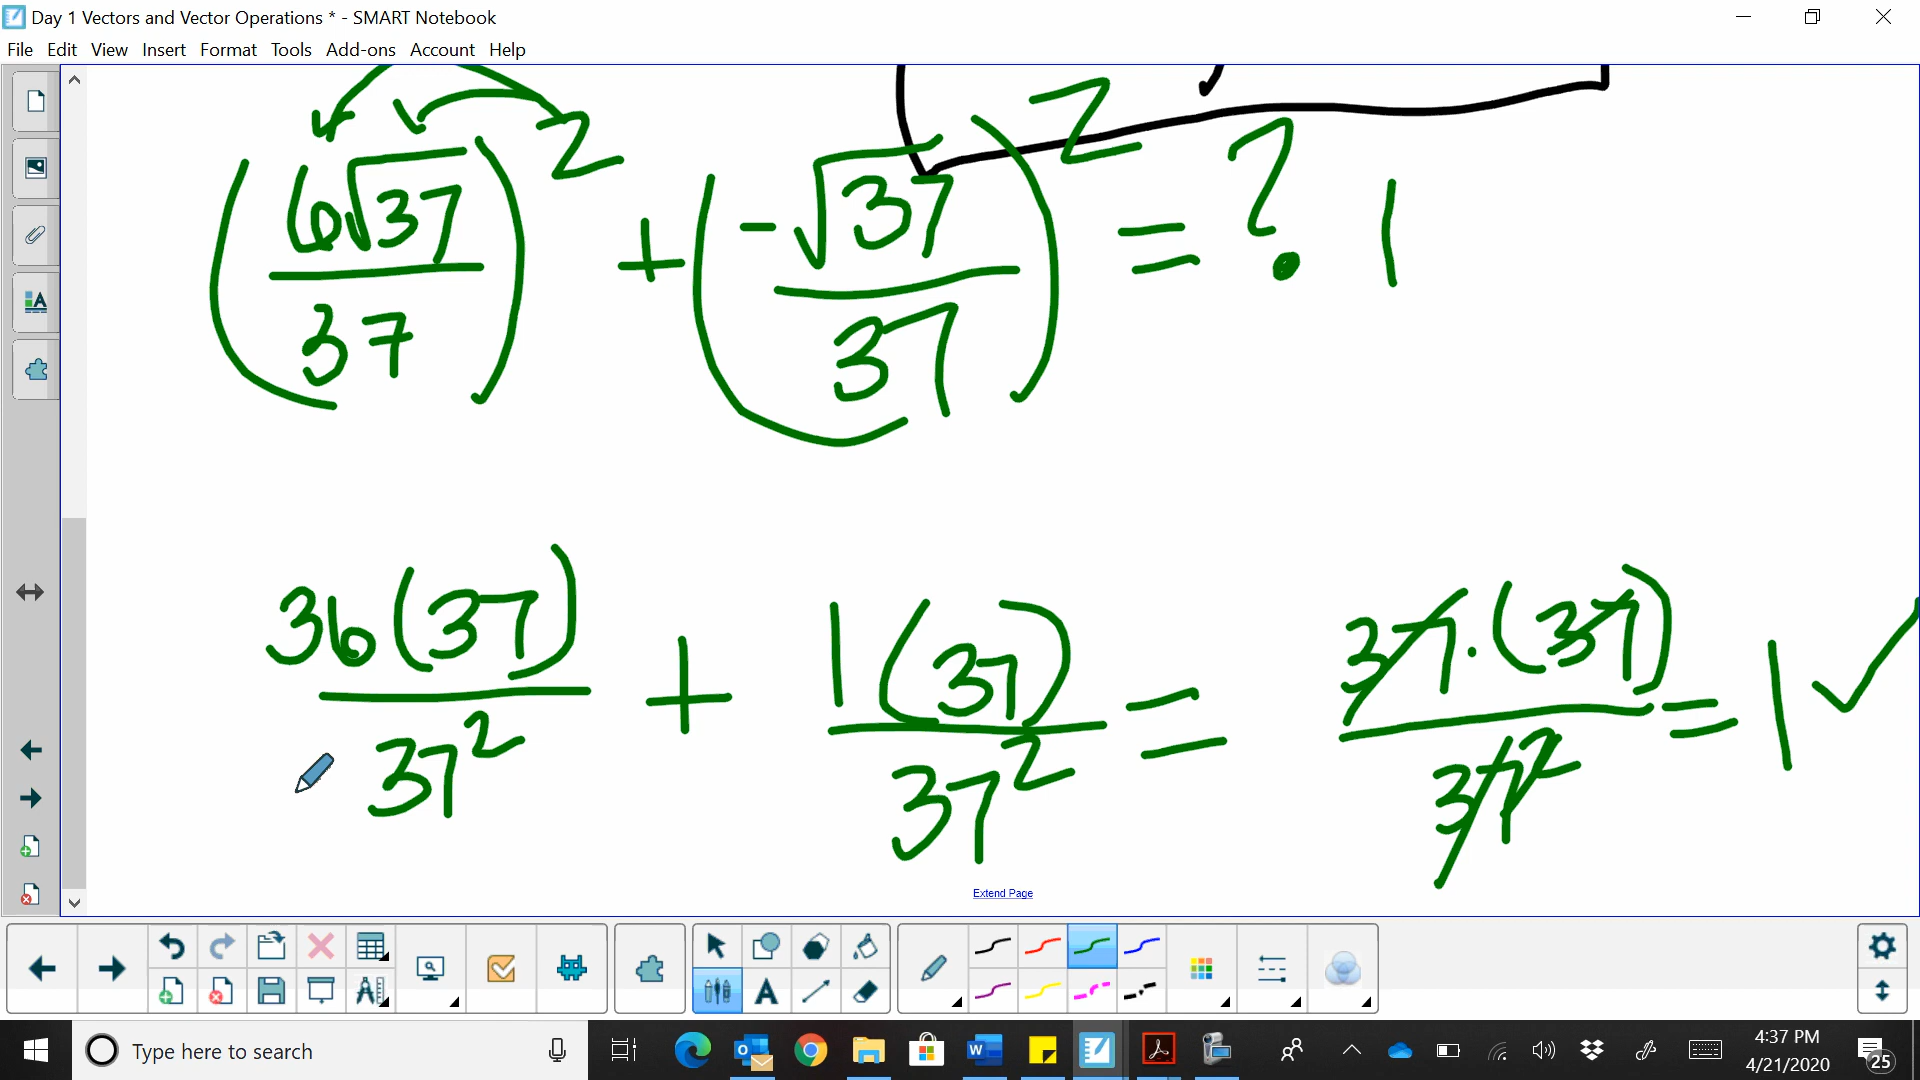 Day 1 Vectors and Vector Operations * - SMART Notebook
File Edit View Insert Format Tools Add-ons Account Help
(6√37/37)² + (-√37/37)² = ? 1
36(37)/37² + 1(37)/37² = 37·(37)/37² = 1 ✓
Extend Page
Type here to search
4:37 PM
4/21/2020
25